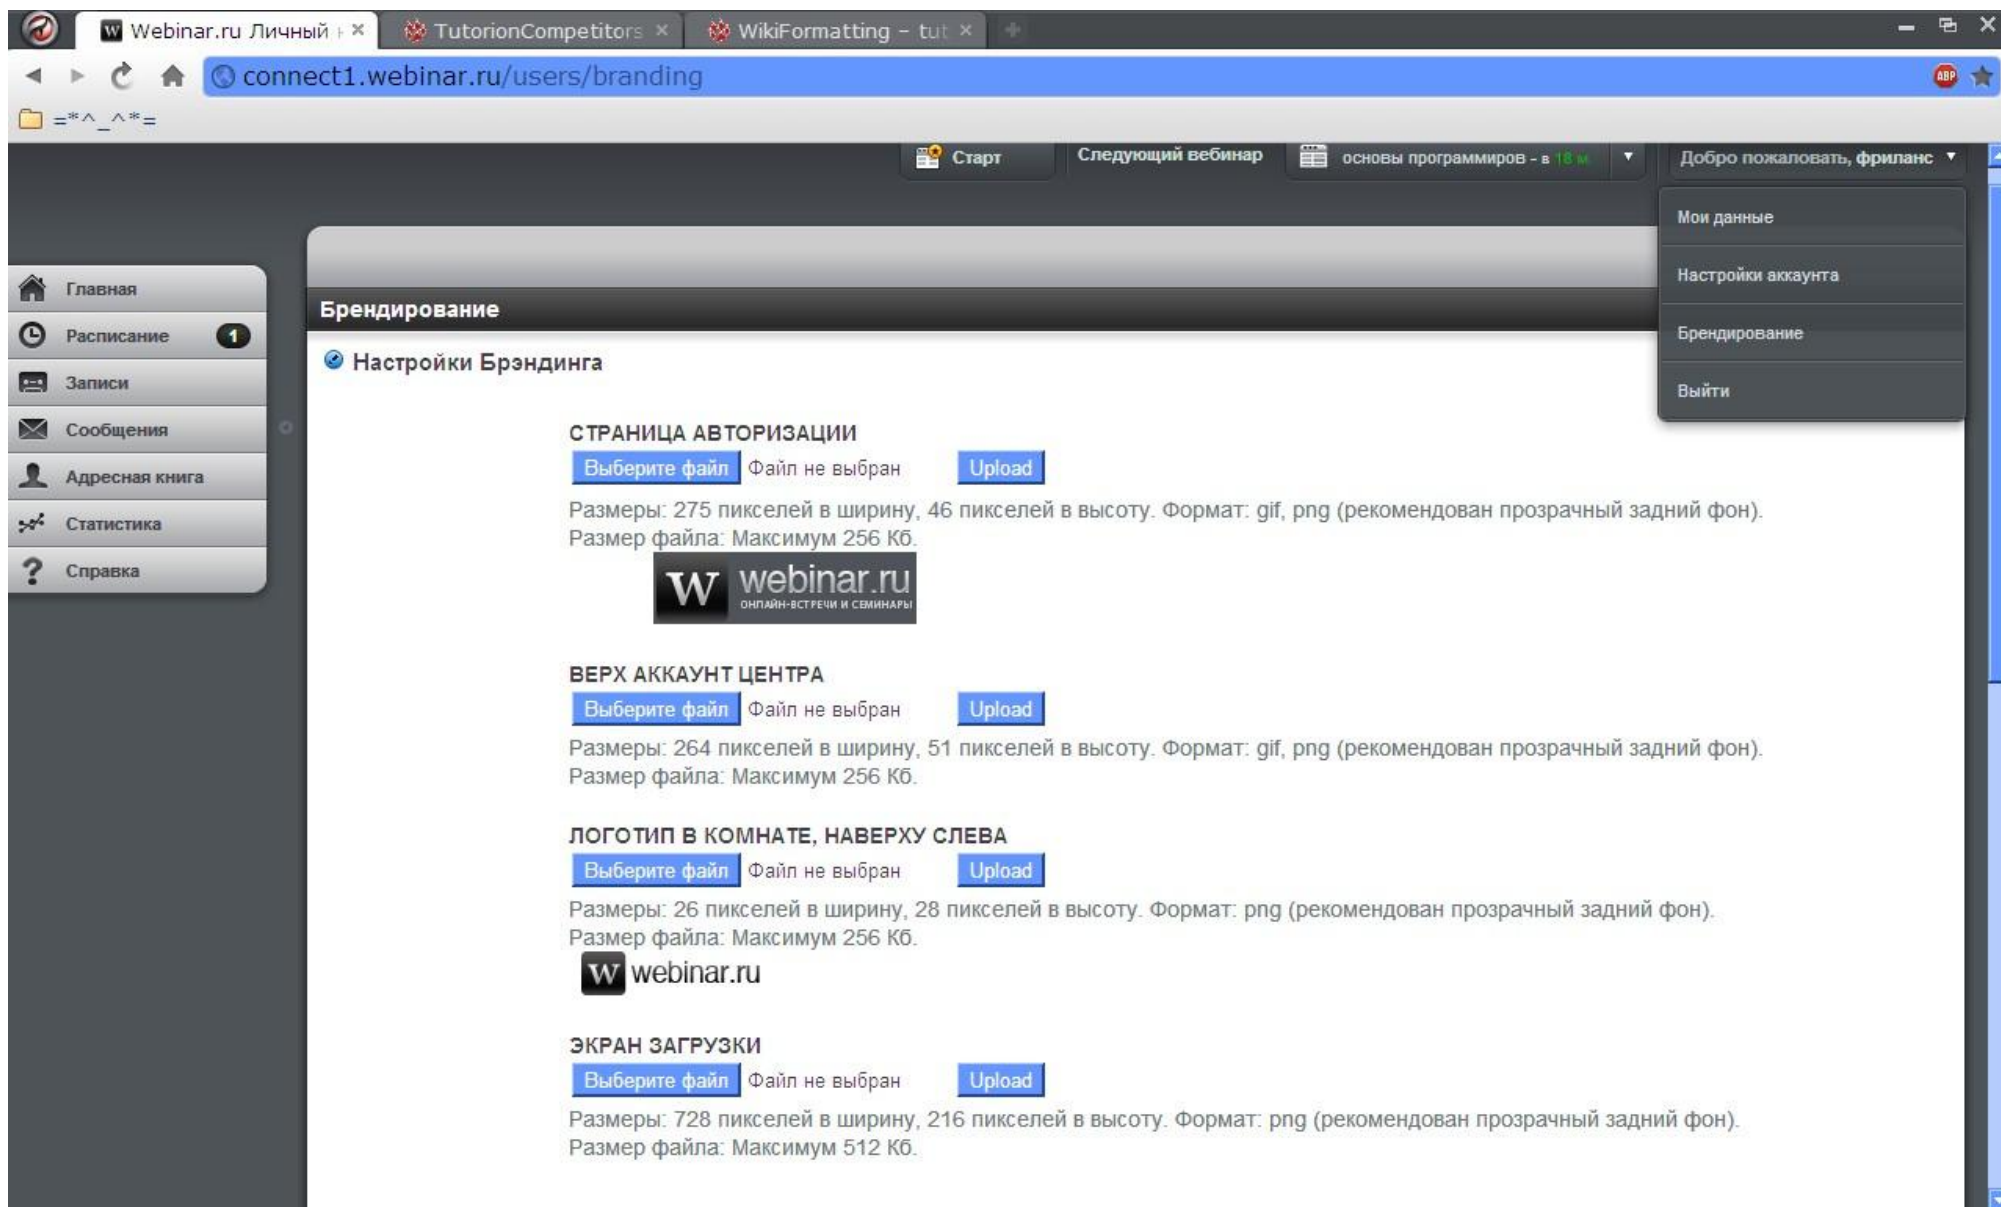 Webinar.ru Личный
TutorionCompetitors
WikiFormatting – tut
connect1.webinar.ru/users/branding
ABP
=*^_^*=
Старт
Следующий вебинар
основы программиров - в 18 м
Добро пожаловать, фриланс
Мои данные
Настройки аккаунта
Брендирование
Выйти
Главная
Расписание 1
Записи
Сообщения
Адресная книга
Статистика
Справка
Брендирование
Настройки Брэндинга
СТРАНИЦА АВТОРИЗАЦИИ
Выберите файл Файл не выбран Upload
Размеры: 275 пикселей в ширину, 46 пикселей в высоту. Формат: gif, png (рекомендован прозрачный задний фон).
Размер файла: Максимум 256 Кб.
W webinar.ru
ОНЛАЙН-ВСТРЕЧИ И СЕМИНАРЫ
ВЕРХ АККАУНТ ЦЕНТРА
Выберите файл Файл не выбран Upload
Размеры: 264 пикселей в ширину, 51 пикселей в высоту. Формат: gif, png (рекомендован прозрачный задний фон).
Размер файла: Максимум 256 Кб.
ЛОГОТИП В КОМНАТЕ, НАВЕРХУ СЛЕВА
Выберите файл Файл не выбран Upload
Размеры: 26 пикселей в ширину, 28 пикселей в высоту. Формат: png (рекомендован прозрачный задний фон).
Размер файла: Максимум 256 Кб.
W webinar.ru
ЭКРАН ЗАГРУЗКИ
Выберите файл Файл не выбран Upload
Размеры: 728 пикселей в ширину, 216 пикселей в высоту. Формат: png (рекомендован прозрачный задний фон).
Размер файла: Максимум 512 Кб.